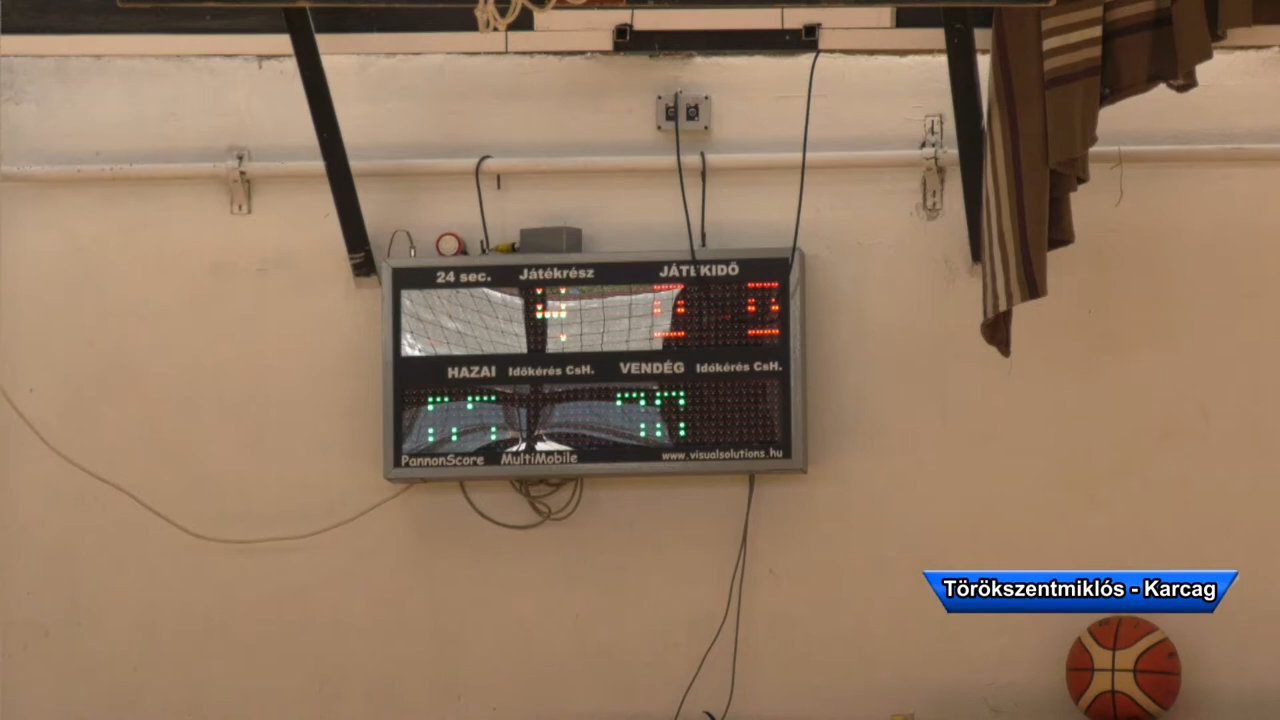 24 sec. Játékrész JÁTÉKIDŐ
HAZAI Időkérés CsH. VENDÉG Időkérés CsH.
PannonScore MultiMobile www.visualsolutions.hu
Törökszentmiklós - Karcag